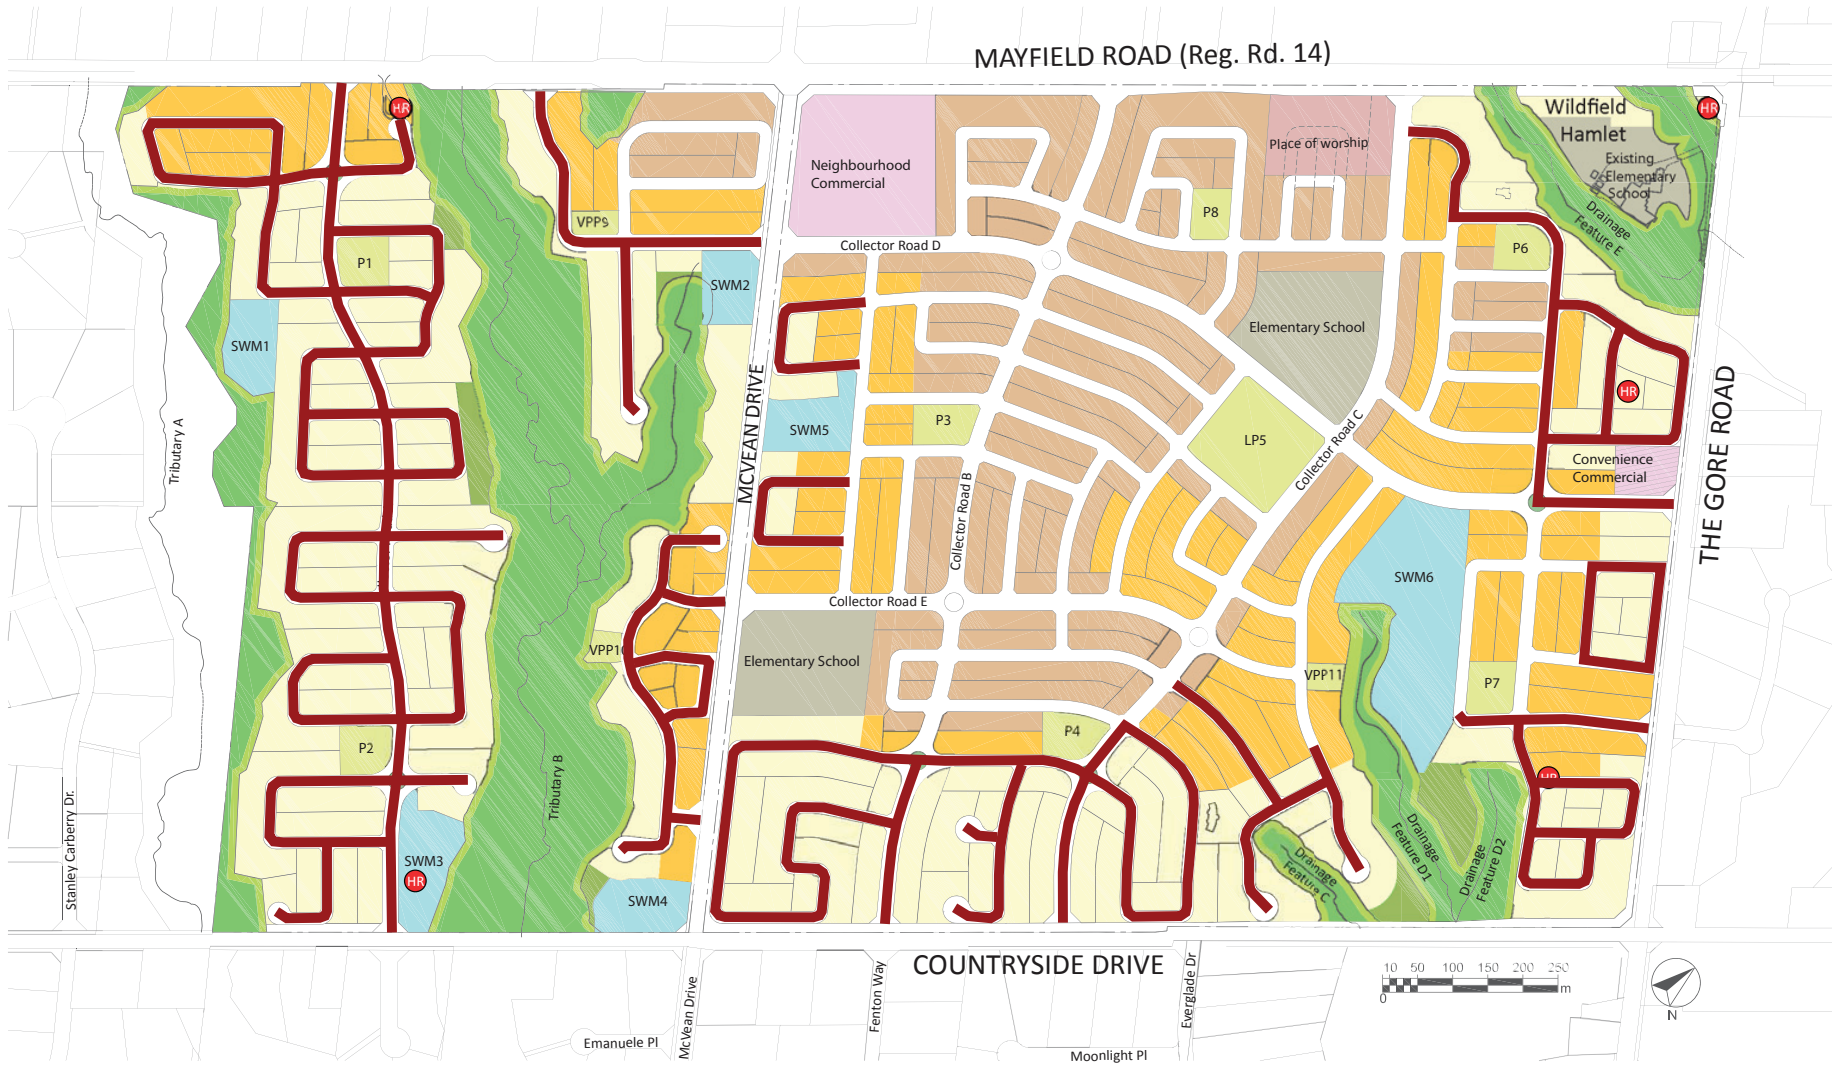 MAYFIELD ROAD (Reg. Rd. 14)
HR
HR
Wildfield
Hamlet
Existing
Elementary
School
Place of worship
Neighbourhood
Commercial
VPP9
P8
Drainage
Feature E
Collector Road D
P6
P1
SWM2
Elementary School
SWM1
HR
THE GORE ROAD
MCVEAN DRIVE
Tributary A
SWM5
P3
LP5
Collector Road C
Convenience
Commercial
Collector Road B
SWM6
Collector Road E
VPP10
Elementary School
VPP11
P7
P2
P4
HR
Tributary B
Stanley Carberry Dr.
SWM3
HR
SWM4
Drainage
Feature C
Drainage
Feature D1
Drainage
Feature D2
COUNTRYSIDE DRIVE
McVean Drive
Fenton Way
Everglade Dr
Emanuele Pl
Moonlight Pl
10 50 100 150 200 250
m
0
N